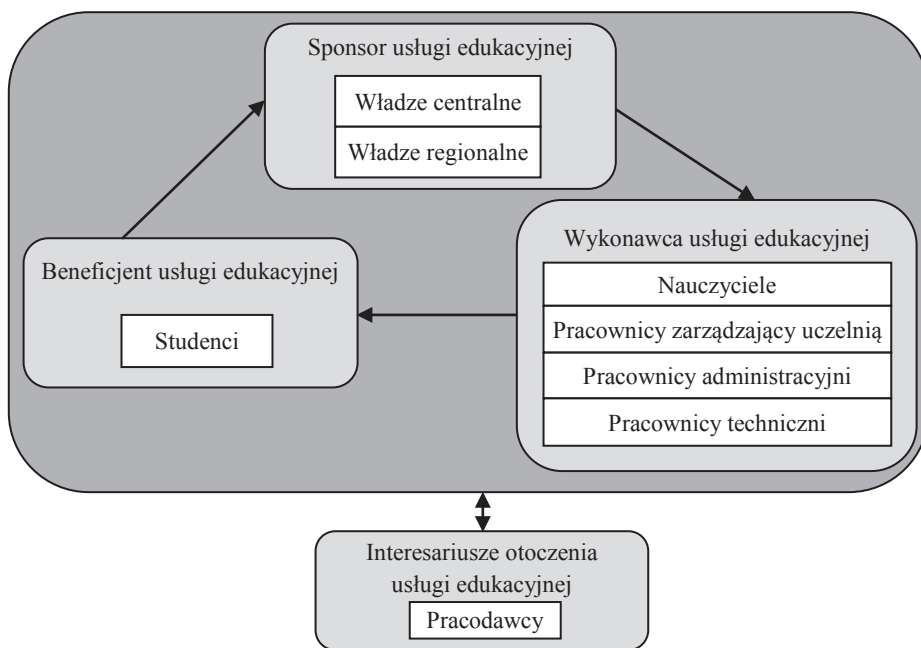 Sponsor usługi edukacyjnej
Władze centralne
Władze regionalne
Beneficjent usługi edukacyjnej
Studenci
Wykonawca usługi edukacyjnej
Nauczyciele
Pracownicy zarządzający uczelnią
Pracownicy administracyjni
Pracownicy techniczni
Interesariusze otoczenia
usługi edukacyjnej
Pracodawcy